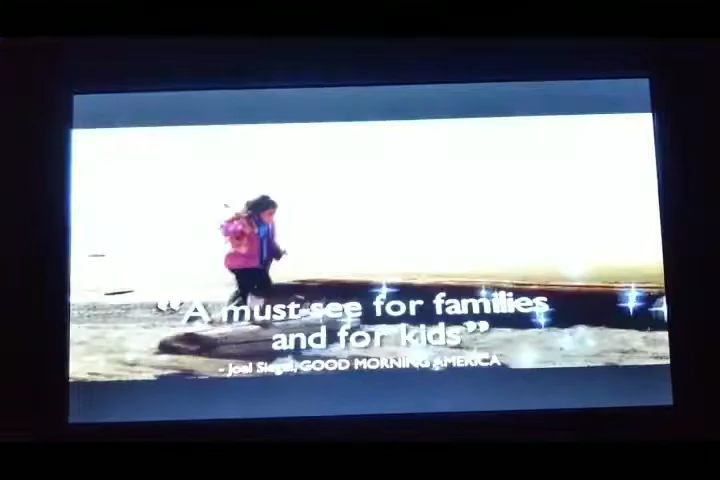 "A must-see for families
and for kids"
- Joel Siegel, GOOD MORNING AMERICA